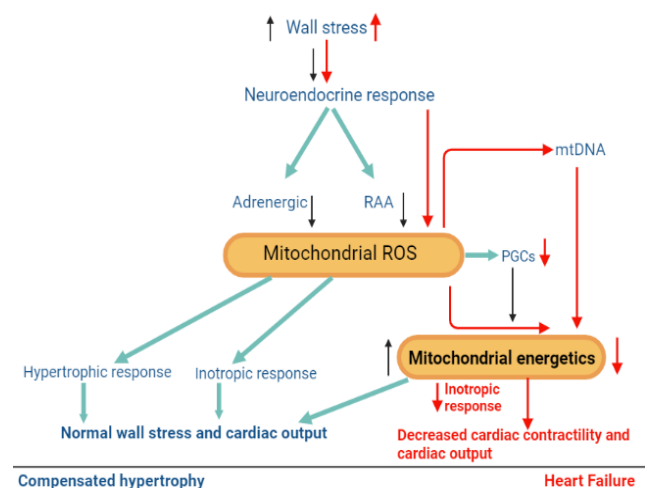 Wall stress
Neuroendocrine response
mtDNA
Adrenergic
RAA
Mitochondrial ROS
PGCs
Hypertrophic response
Inotropic response
Mitochondrial energetics
Inotropic
response
Normal wall stress and cardiac output
Decreased cardiac contractility and
cardiac output
Compensated hypertrophy
Heart Failure